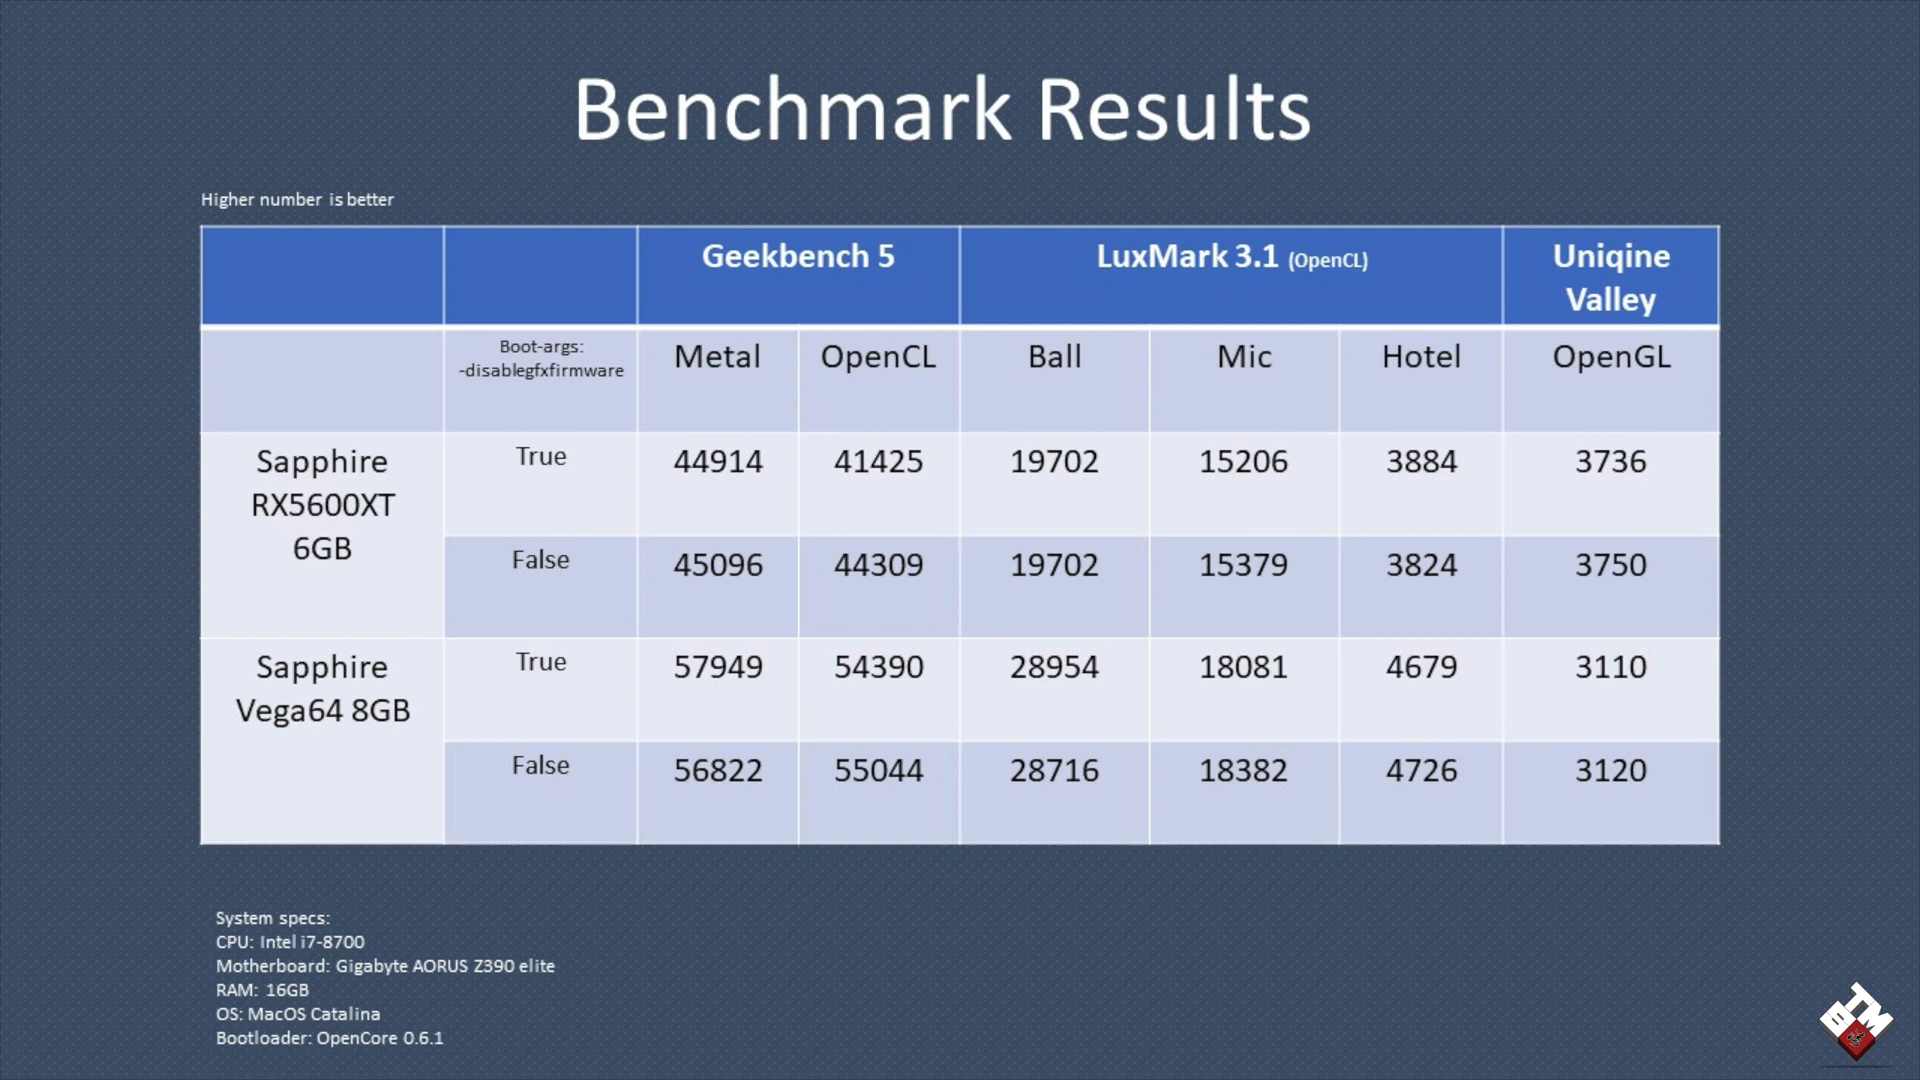 Benchmark Results
Higher number is better
Geekbench 5 LuxMark 3.1 (OpenCL) Uniqine
Valley
Boot-args:
-disablegfxfirmware Metal OpenCL Ball Mic Hotel OpenGL
Sapphire
RX5600XT
6GB
True 44914 41425 19702 15206 3884 3736
False 45096 44309 19702 15379 3824 3750
Sapphire
Vega64 8GB
True 57949 54390 28954 18081 4679 3110
False 56822 55044 28716 18382 4726 3120
System specs:
CPU: Intel i7-8700
Motherboard: Gigabyte AORUS Z390 elite
RAM: 16GB
OS: MacOS Catalina
Bootloader: OpenCore 0.6.1